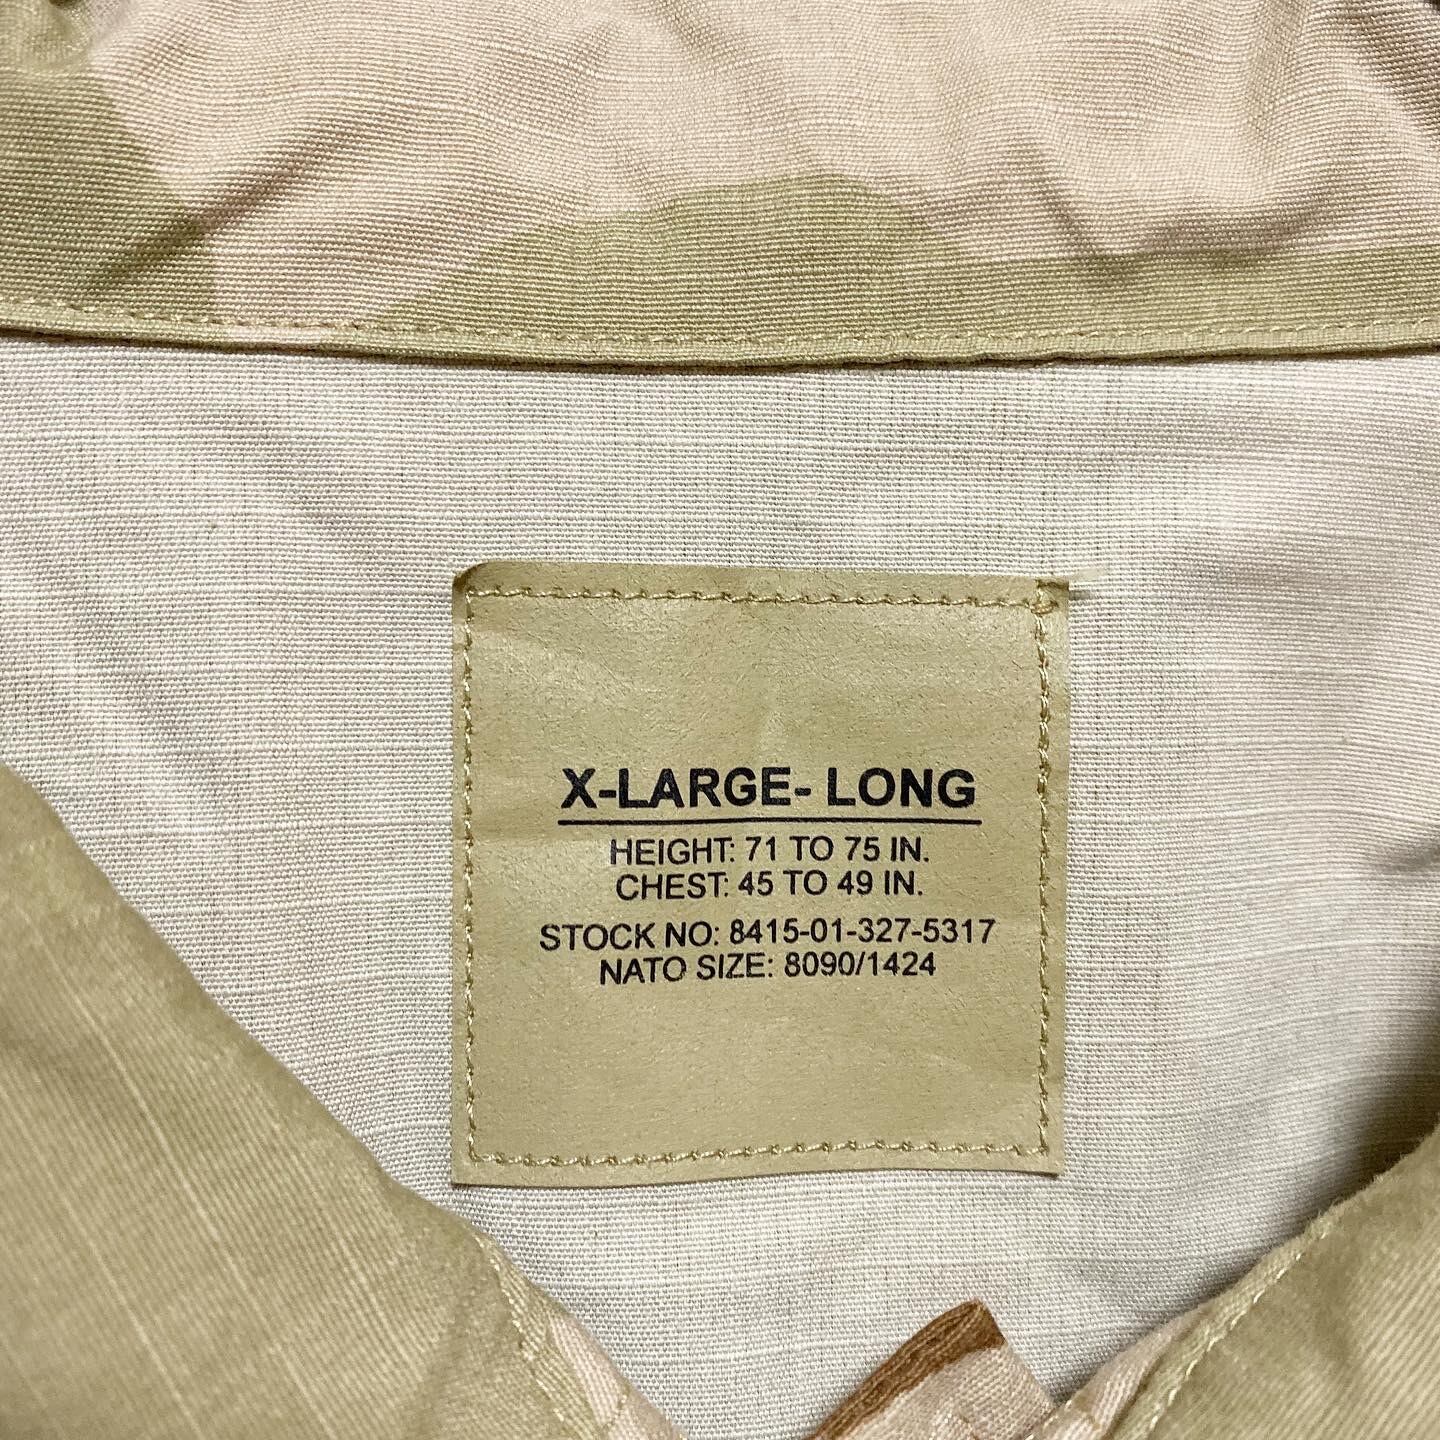 X-LARGE- LONG
HEIGHT: 71 TO 75 IN.
CHEST: 45 TO 49 IN.
STOCK NO: 8415-01-327-5317
NATO SIZE: 8090/1424